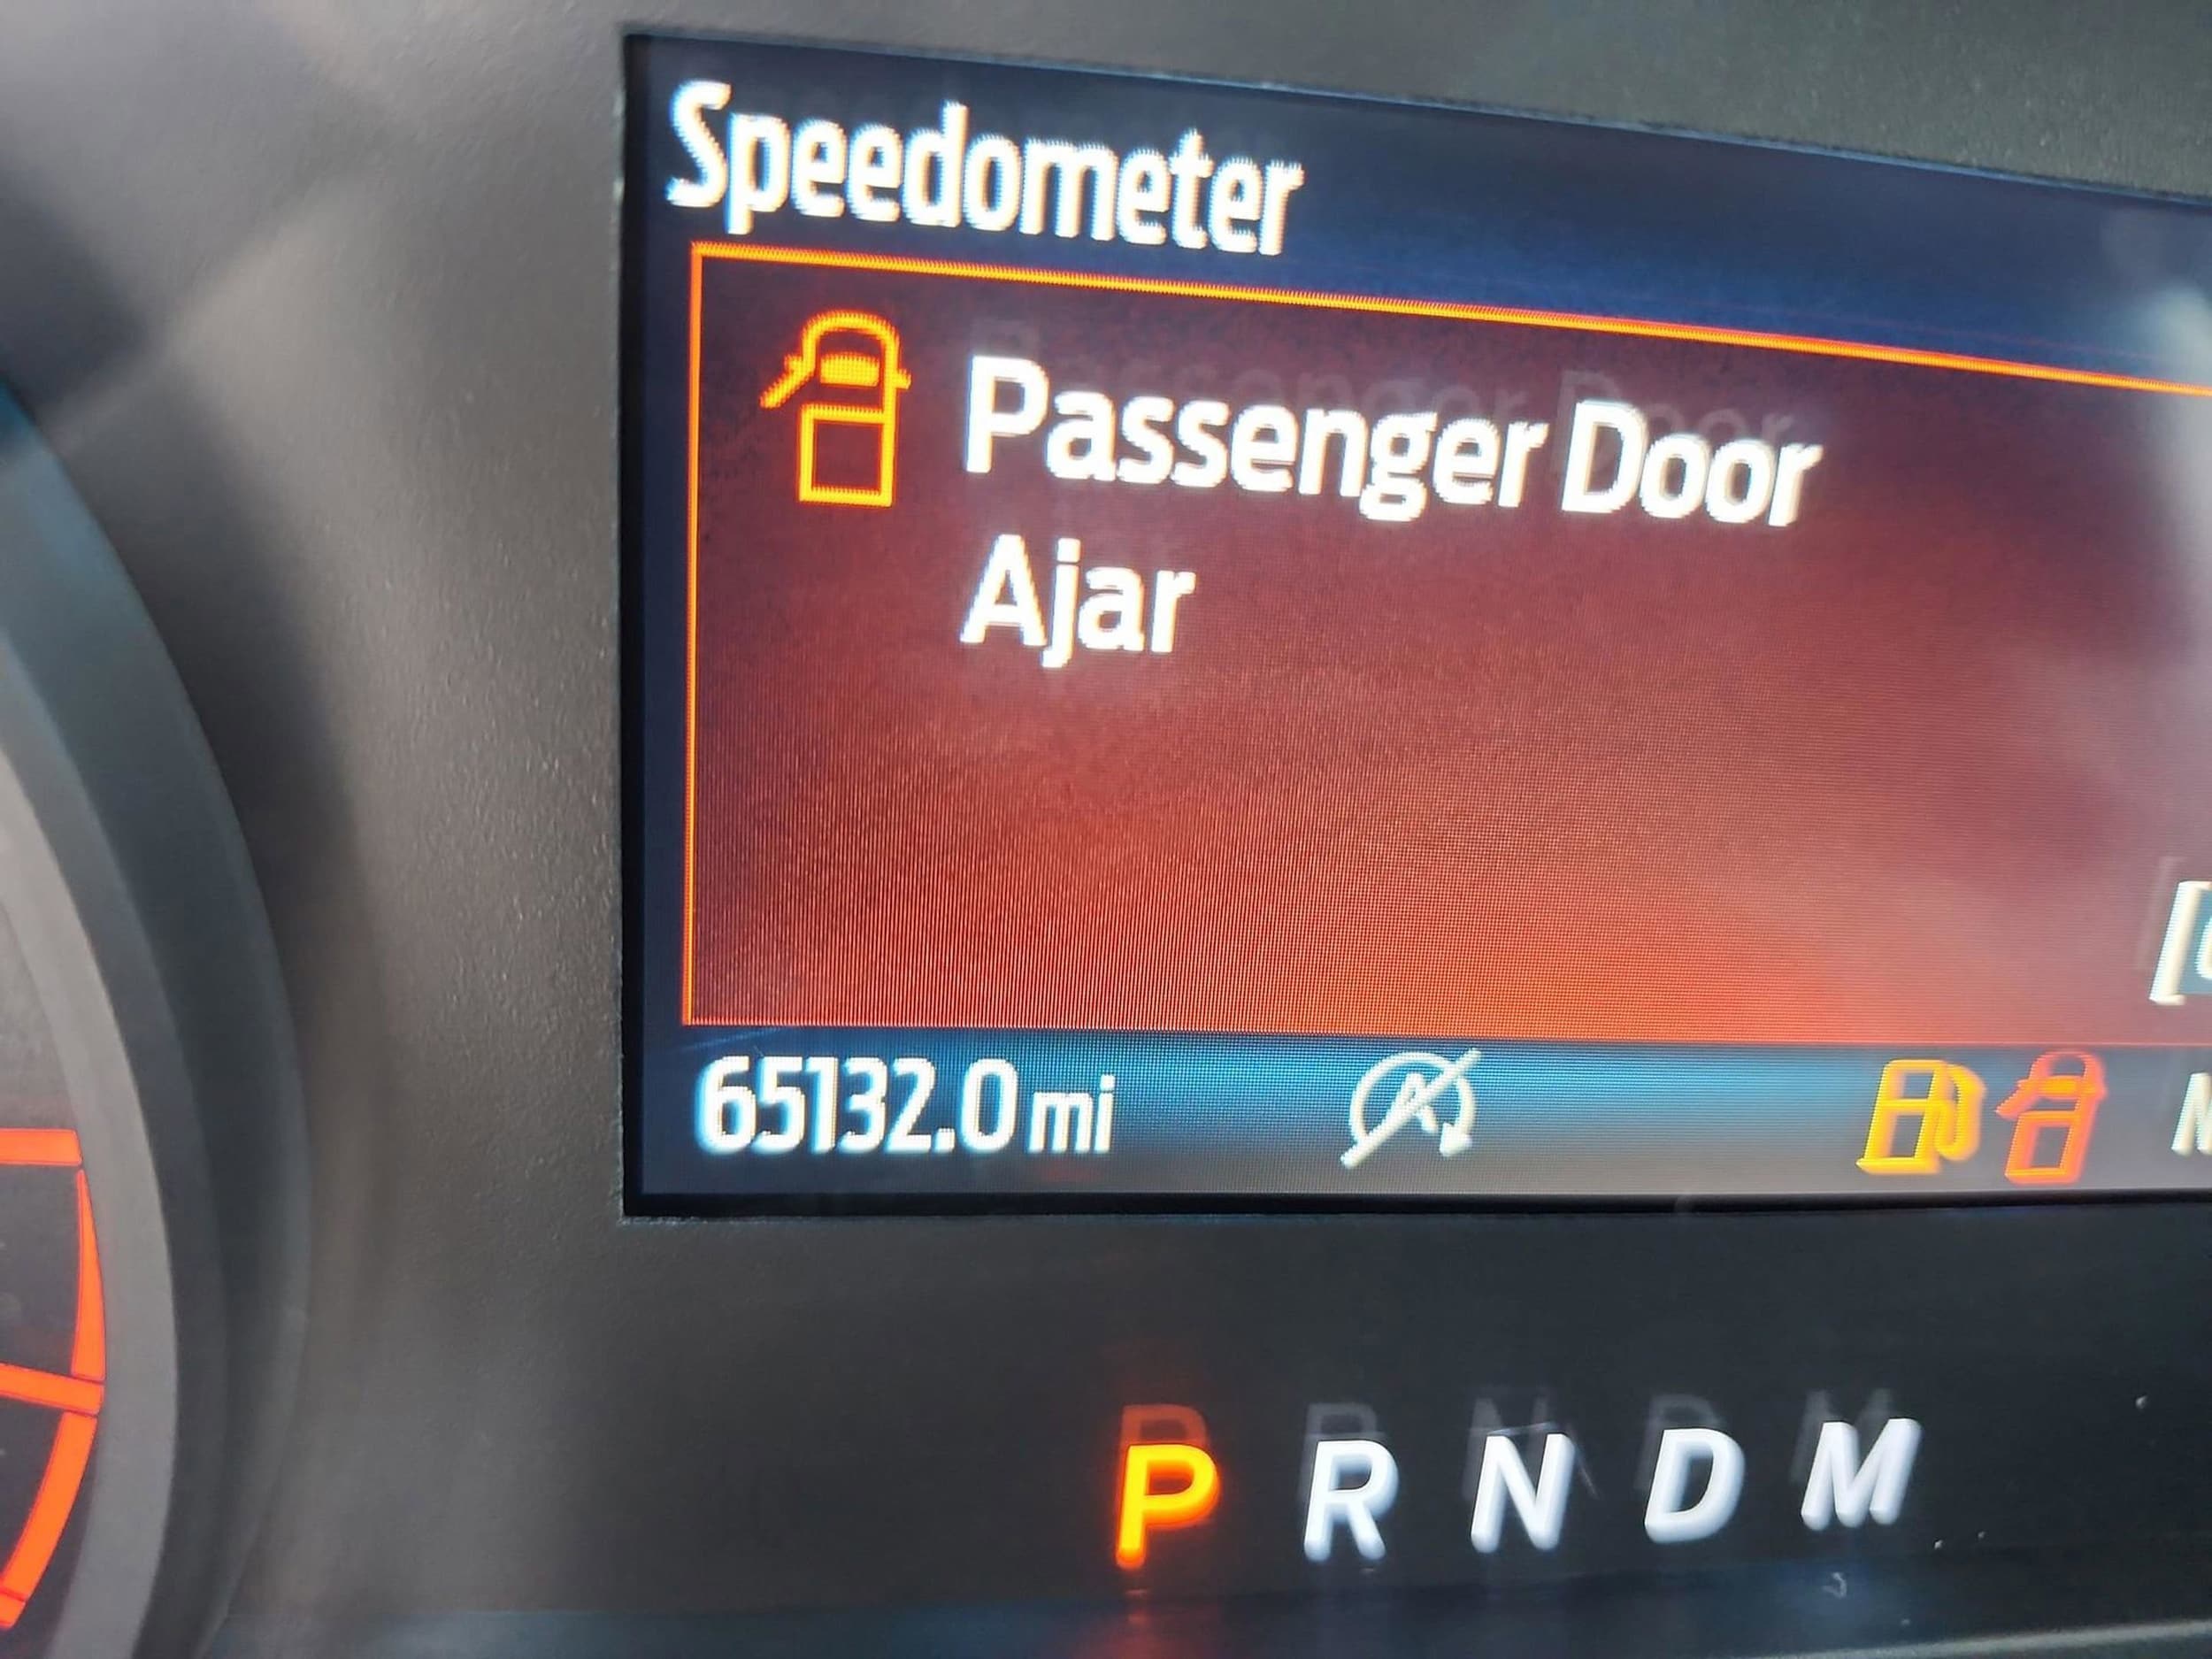 Speedometer
Passenger Door
Ajar
65132.0 mi
P R N D M